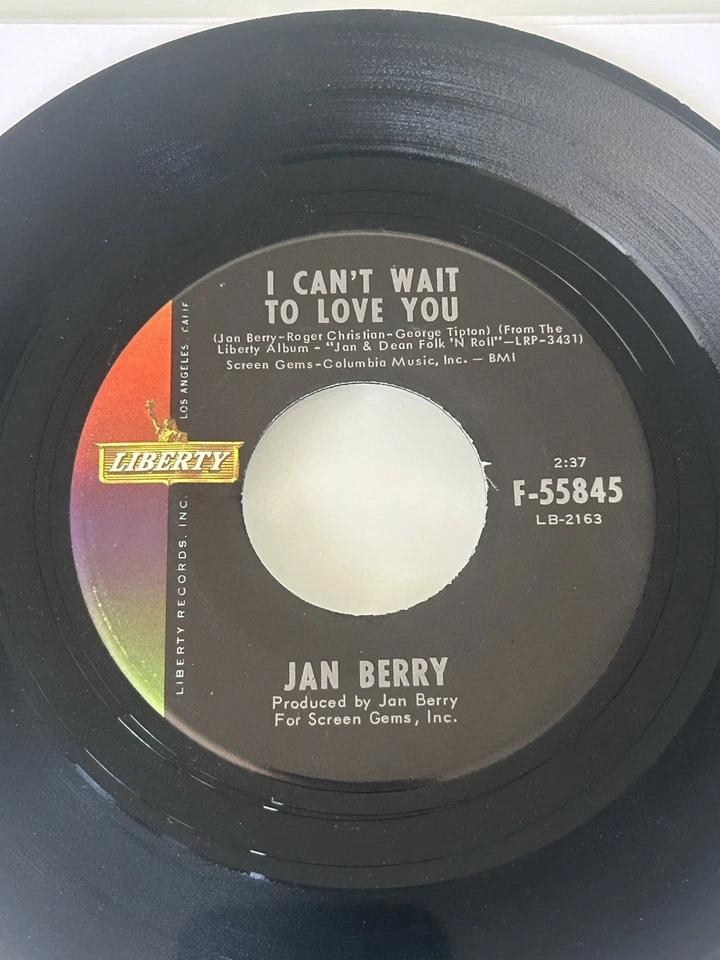 I CAN'T WAIT
TO LOVE YOU
(Jan Berry-Roger Christian-George Tipton) (From The
Liberty Album - "Jan & Dean Folk 'N Roll"-LRP-3431)
Screen Gems-Columbia Music, Inc. - BMI
LIBERTY
LIBERTY RECORDS, INC. LOS ANGELES CALIF
2:37
F-55845
LB-2163
JAN BERRY
Produced by Jan Berry
For Screen Gems, Inc.